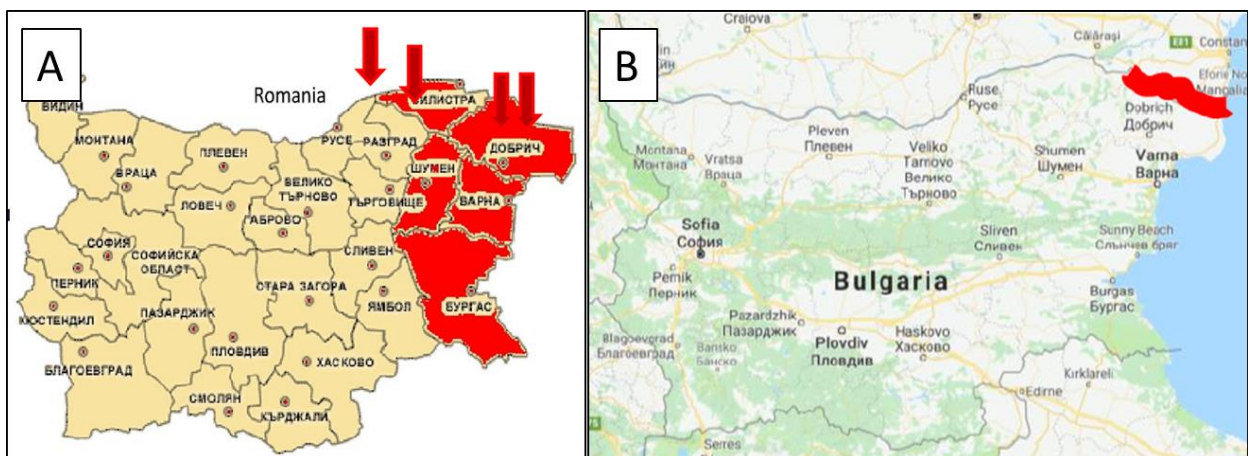 A
Romania
ВИДИН
МОНТАНА
ВРАЦА
ПЛЕВЕН
ЛОВЕЧ
ВЕЛИКО
ТЪРНОВО
ГАБРОВО
РУСЕ
РАЗГРАД
СИЛИСТРА
ДОБРИЧ
ШУМЕН
ТЪРГОВИЩЕ
ВАРНА
СОФИЯ
СОФИЙСКА
ОБЛАСТ
ПЕРНИК
КЮСТЕНДИЛ
БЛАГОЕВГРАД
ПАЗАРДЖИК
ПЛОВДИВ
СТАРА ЗАГОРА
СЛИВЕН
ЯМБОЛ
БУРГАС
ХАСКОВО
СМОЛЯН
КЪРДЖАЛИ
B
Craiova
Călărași
E81
Constan
Eforie No
Mangalia
Ruse
Русе
Dobrich
Добрич
Pleven
Плевен
Montana
Монтана
Vratsa
Враца
Veliko
Tarnovo
Велико
Търново
Shumen
Шумен
Varna
Варна
Sofia
София
Sliven
Сливен
Sunny Beach
Слънчев бряг
Pernik
Перник
Bulgaria
Burgas
Бургас
Pazardzhik
Пазарджик
Plovdiv
Пловдив
Haskovo
Хасково
Blagoevgrad
Благоевград
Bansko
Банско
Edirne
Kırklareli
Serres